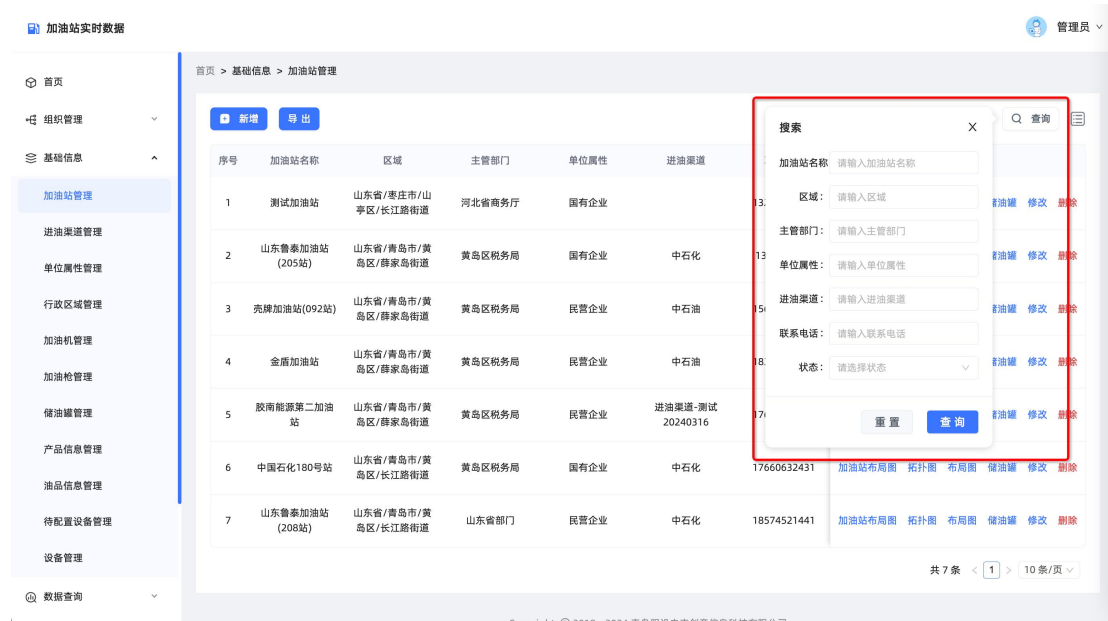 加油站实时数据
管理员
首页
组织管理
基础信息
加油站管理
进油渠道管理
单位属性管理
行政区域管理
加油机管理
加油枪管理
储油罐管理
产品信息管理
油品信息管理
待配置设备管理
设备管理
数据查询
首页 > 基础信息 > 加油站管理
新增 导出
查询
序号 加油站名称 区域 主管部门 单位属性 进油渠道
1 测试加油站 山东省/枣庄市/山亭区/长江路街道 河北省商务厅 国有企业 修改
2 山东鲁泰加油站(205站) 山东省/青岛市/黄岛区/薛家岛街道 黄岛区税务局 国有企业 中石化 修改
3 壳牌加油站(092站) 山东省/青岛市/黄岛区/薛家岛街道 黄岛区税务局 民营企业 中石油 修改
4 金盾加油站 山东省/青岛市/黄岛区/薛家岛街道 黄岛区税务局 民营企业 中石油 修改
5 胶南能源第二加油站 山东省/青岛市/黄岛区/薛家岛街道 黄岛区税务局 民营企业 进油渠道-测试20240316 修改
6 中国石化180号站 山东省/青岛市/黄岛区/长江路街道 黄岛区税务局 国有企业 中石化 17660632431 加油站布局图 拓扑图 布局图 储油罐 修改 删除
7 山东鲁泰加油站(208站) 山东省/青岛市/黄岛区/长江路街道 山东省部门 民营企业 中石化 18574521441 加油站布局图 拓扑图 布局图 储油罐 修改 删除
搜索 X
加油站名称 请输入加油站名称
区域: 请输入区域
主管部门: 请输入主管部门
单位属性: 请输入单位属性
进油渠道: 请输入进油渠道
联系电话: 请输入联系电话
状态: 请选择状态
重置 查询
共 7 条 < 1 > 10 条/页